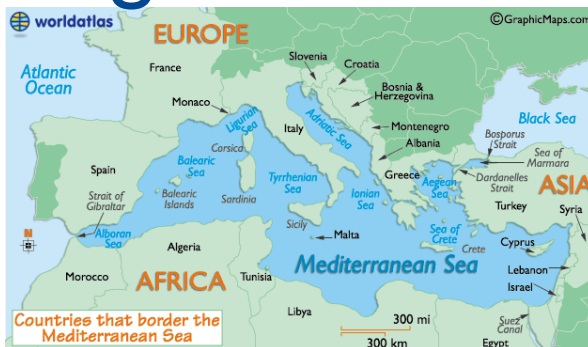 worldatlas
EUROPE
©GraphicMaps.com
Atlantic
Ocean
France
Slovenia
Croatia
Bosnia &
Herzegovina
Monaco
Ligurian
Sea
Italy
Adriatic Sea
Montenegro
Albania
Black Sea
Bosporus
Strait
Sea of
Marmara
Corsica
Balearic
Sea
Spain
Greece
Aegean
Sea
Dardanelles
Strait
ASIA
Strait of
Gibraltar
Balearic
Islands
Sardinia
Tyrrhenian
Sea
Ionian
Sea
Turkey
Syria
Alboran
Sea
Sicily
Sea of
Crete
Crete
Cyprus
Malta
Algeria
Mediterranean Sea
Lebanon
Israel
N
Morocco
AFRICA
Tunisia
Libya
300 mi
300 km
Suez
Canal
Egypt
Countries that border the
Mediterranean Sea